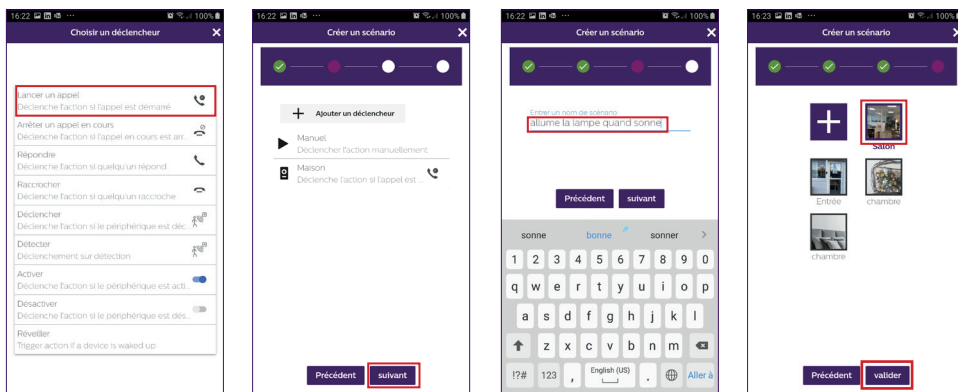 16:22 100%
Choisir un déclencheur
Lancer un appel
Déclenche l'action si l'appel est démarré
Arrêter un appel en cours
Déclenche l'action si l'appel en cours est arr...
Répondre
Déclenche l'action si quelqu'un répond
Raccrocher
Déclenche l'action si quelqu'un raccroche
Déclencher
Déclenche l'action si le périphérique est déc...
Détecter
Déclenchement sur détection
Activer
Déclenche l'action si le périphérique est acti...
Désactiver
Déclenche l'action si le périphérique est dés...
Réveiller
Trigger action if a device is waked up
16:22 100%
Créer un scénario
Ajouter un déclencheur
Manuel
Déclencher l'action manuellement
Maison
Déclenche l'action si l'appel est ...
Précédent suivant
16:22 100%
Créer un scénario
Entrer un nom de scénario
allume la lampe quand sonne
Précédent suivant
sonne bonne sonner
1 2 3 4 5 6 7 8 9 0
q w e r t y u i o p
a s d f g h j k l
z x c v b n m
!?# 123 , English (US) . Aller à
16:23 100%
Créer un scénario
Salon
Entrée chambre
chambre
Précédent valider